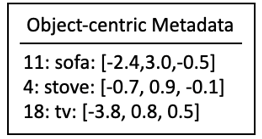 Object-centric Metadata
11: sofa: [-2.4,3.0,-0.5]
4: stove: [-0.7, 0.9, -0.1]
18: tv: [-3.8, 0.8, 0.5]